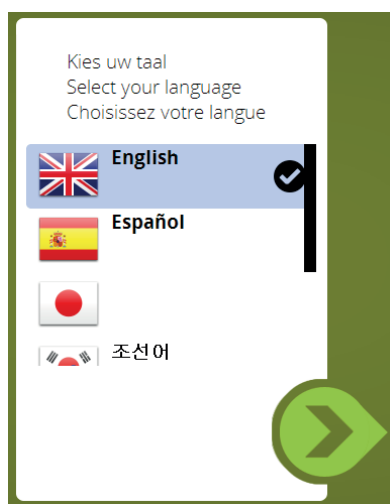 Kies uw taal
Select your language
Choisissez votre langue
English
Español
조선어